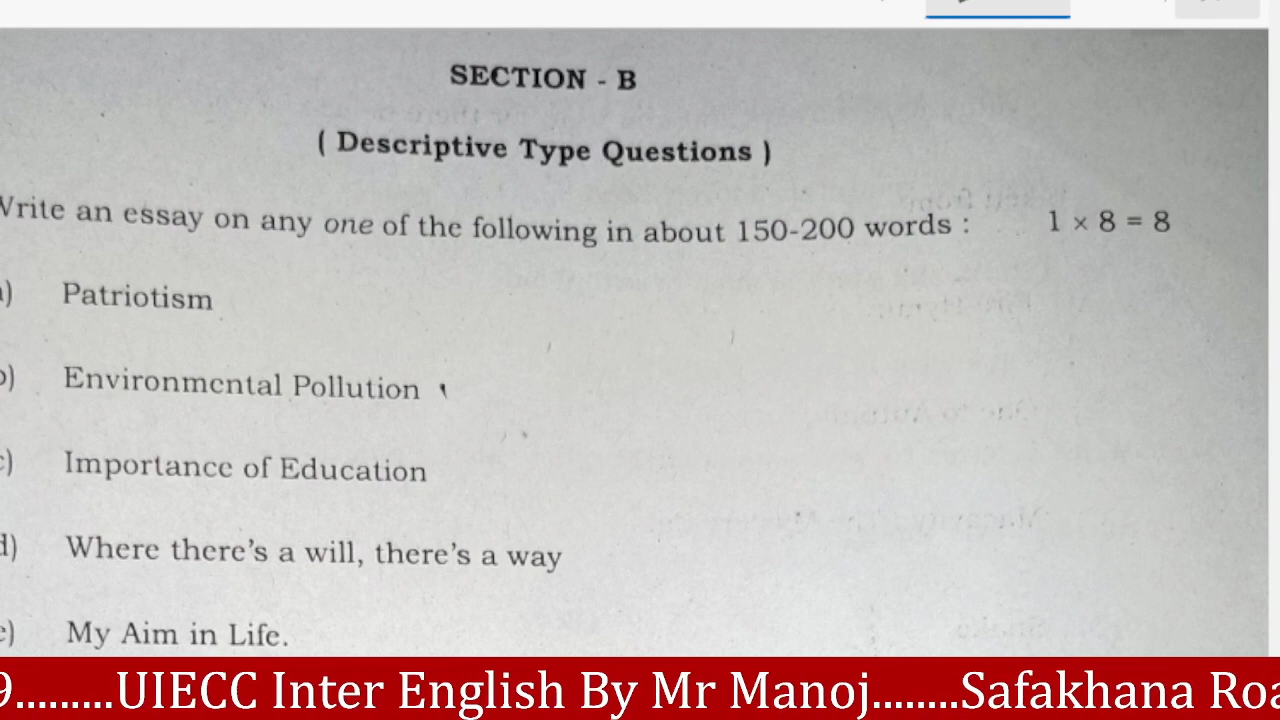 SECTION - B
( Descriptive Type Questions )
Write an essay on any one of the following in about 150-200 words : 1 × 8 = 8
a) Patriotism
b) Environmental Pollution
c) Importance of Education
d) Where there's a will, there's a way
e) My Aim in Life.
9.........UIECC Inter English By Mr Manoj........Safakhana Roa